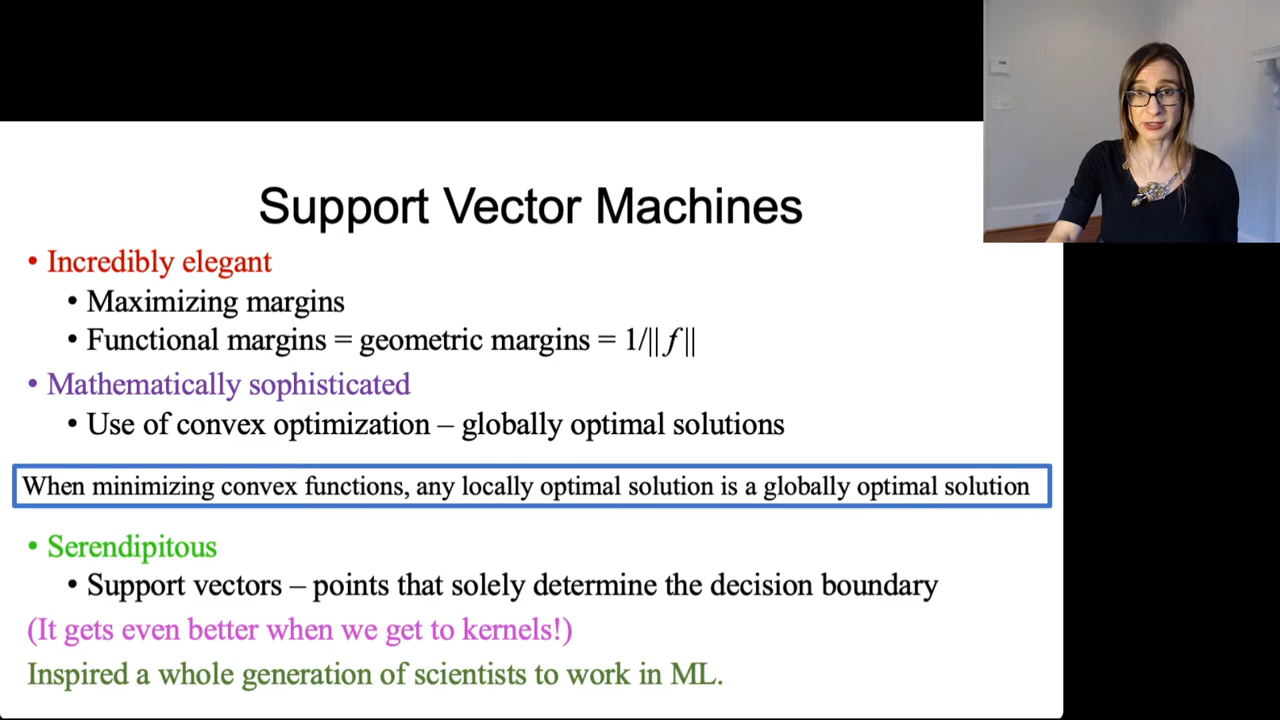 Support Vector Machines
• Incredibly elegant
• Maximizing margins
• Functional margins = geometric margins = 1/|| f ||
• Mathematically sophisticated
• Use of convex optimization – globally optimal solutions
When minimizing convex functions, any locally optimal solution is a globally optimal solution
• Serendipitous
• Support vectors – points that solely determine the decision boundary
(It gets even better when we get to kernels!)
Inspired a whole generation of scientists to work in ML.